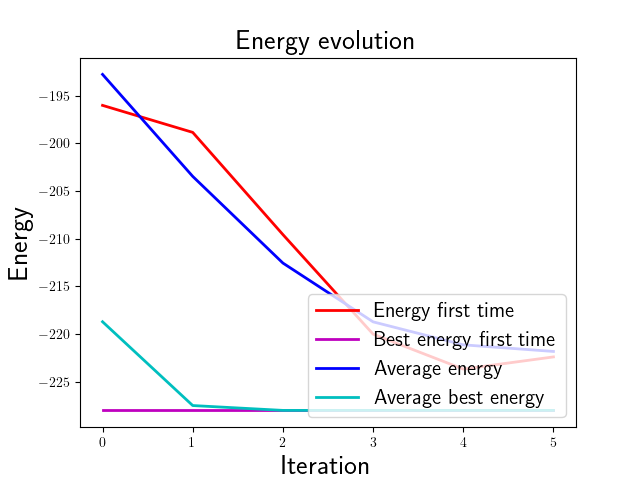 Energy evolution
Energy
−195
−200
−205
−210
−215
−220
−225
Energy first time
Best energy first time
Average energy
Average best energy
0 1 2 3 4 5
Iteration